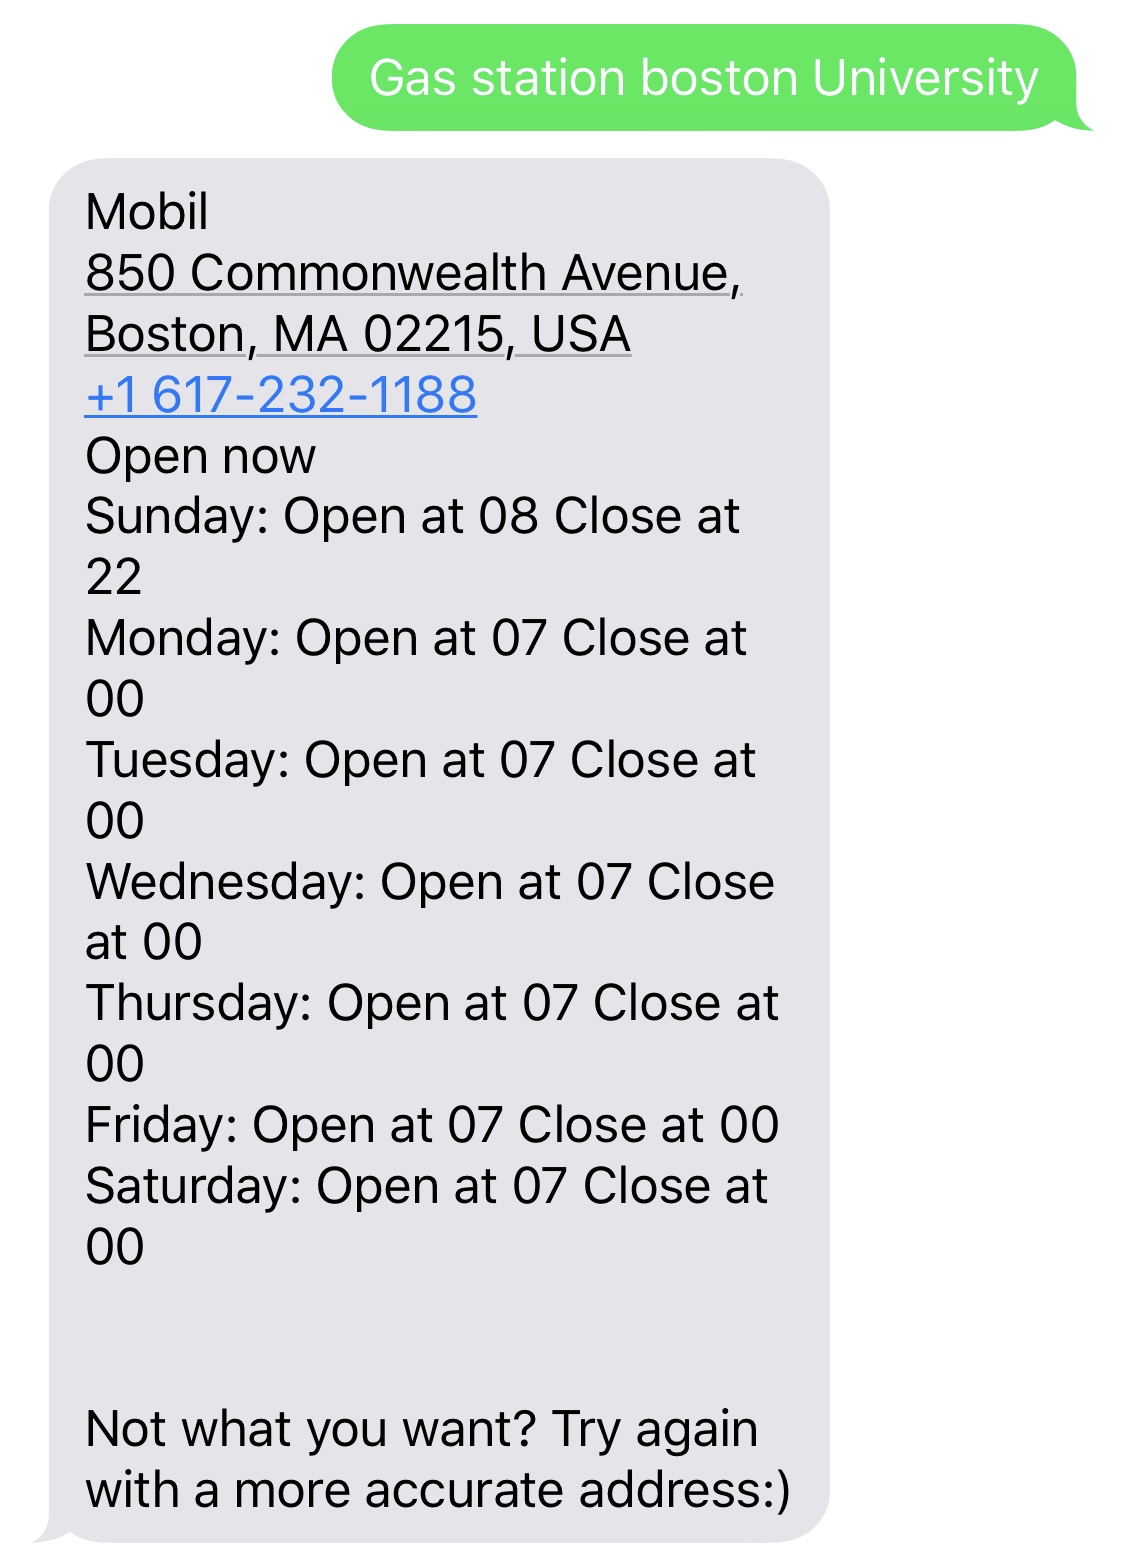 Gas station boston University
Mobil
850 Commonwealth Avenue,
Boston, MA 02215, USA
+1 617-232-1188
Open now
Sunday: Open at 08 Close at
22
Monday: Open at 07 Close at
00
Tuesday: Open at 07 Close at
00
Wednesday: Open at 07 Close
at 00
Thursday: Open at 07 Close at
00
Friday: Open at 07 Close at 00
Saturday: Open at 07 Close at
00
Not what you want? Try again
with a more accurate address:)